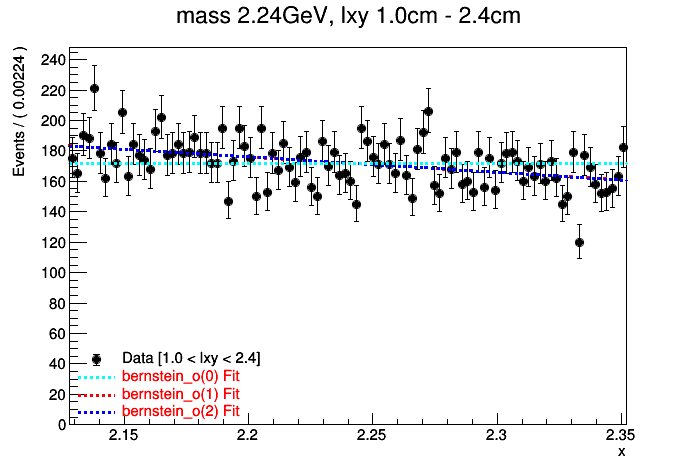 mass 2.24GeV, lxy 1.0cm - 2.4cm
Events / ( 0.00224 )
240
220
200
180
160
140
120
100
80
60
40
20
0
Data [1.0 < lxy < 2.4]
bernstein_o(0) Fit
bernstein_o(1) Fit
bernstein_o(2) Fit
2.15 2.2 2.25 2.3 2.35
x